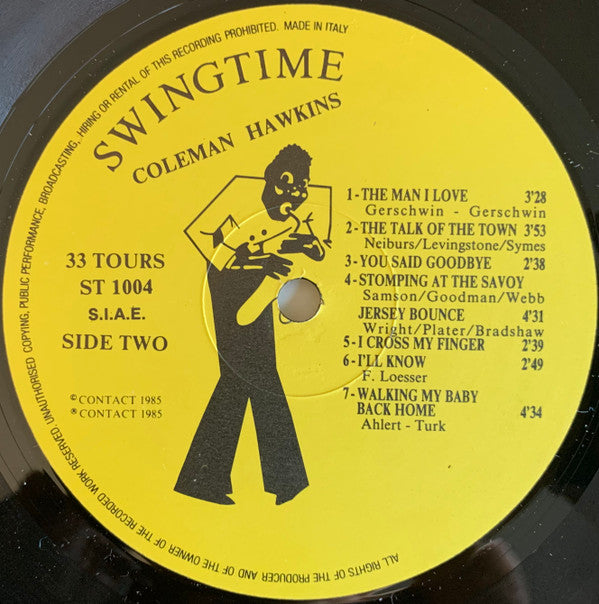 ALL RIGHTS OF THE PRODUCER AND OF THE OWNER OF THE RECORDED WORK RESERVED UNAUTHORISED COPYING, PUBLIC PERFORMANCE, BROADCASTING, HIRING OR RENTAL OF THIS RECORDING PROHIBITED. MADE IN ITALY
SWINGTIME
COLEMAN HAWKINS
33 TOURS
ST 1004
S.I.A.E.
SIDE TWO
©CONTACT 1985
®CONTACT 1985
1-THE MAN I LOVE 3'28
Gerschwin - Gerschwin
2-THE TALK OF THE TOWN 3'53
Neiburs/Levingstone/Symes
3-YOU SAID GOODBYE 2'38
4-STOMPING AT THE SAVOY
Samson/Goodman/Webb
JERSEY BOUNCE 4'31
Wright/Plater/Bradshaw
5-I CROSS MY FINGER 2'39
6-I'LL KNOW 2'49
F. Loesser
7-WALKING MY BABY
BACK HOME 4'34
Ahlert - Turk